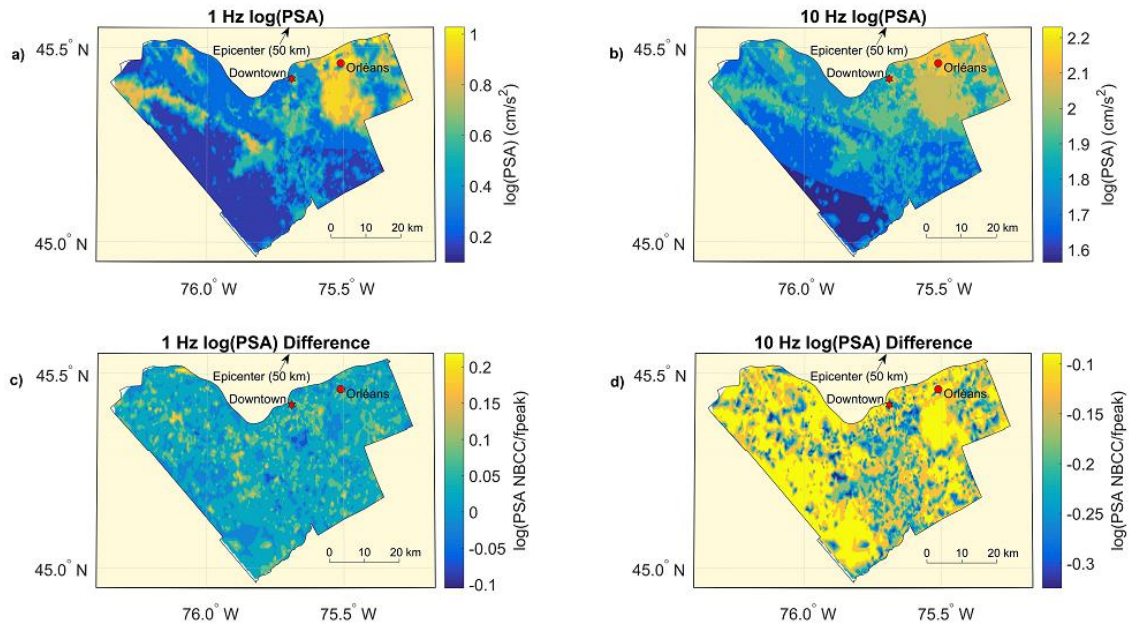 1 Hz log(PSA)
a)
45.5° N
45.0° N
76.0° W
75.5° W
Epicenter (50 km)
Downtown
Orléans
0 10 20 km
1
0.8
0.6
0.4
0.2
log(PSA) (cm/s²)
10 Hz log(PSA)
b)
45.5° N
45.0° N
76.0° W
75.5° W
Epicenter (50 km)
Downtown
Orléans
0 10 20 km
2.2
2.1
2
1.9
1.8
1.7
1.6
log(PSA) (cm/s²)
1 Hz log(PSA) Difference
c)
45.5° N
45.0° N
76.0° W
75.5° W
Epicenter (50 km)
Downtown
Orléans
0 10 20 km
0.2
0.15
0.1
0.05
0
-0.05
-0.1
log(PSA NBCC/fpeak)
10 Hz log(PSA) Difference
d)
45.5° N
45.0° N
76.0° W
75.5° W
Epicenter (50 km)
Downtown
Orléans
0 10 20 km
-0.1
-0.15
-0.2
-0.25
-0.3
log(PSA NBCC/fpeak)